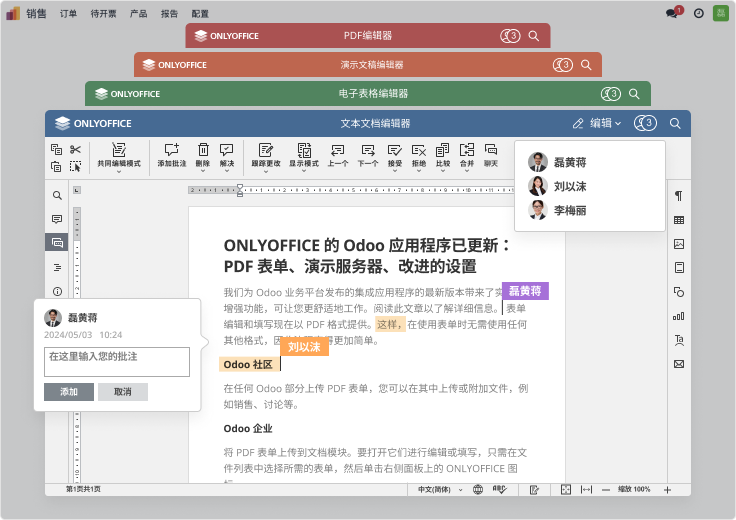 销售 订单 待开票 产品 报告 配置 1 磊
ONLYOFFICE PDF编辑器 3
ONLYOFFICE 演示文稿编辑器 3
ONLYOFFICE 电子表格编辑器 3
ONLYOFFICE 文本文档编辑器 编辑 3
共同编辑模式 添加批注 删除 解决 跟踪更改 显示模式 上一个 下一个 接受 拒绝 比较 合并 聊天
磊黄蒋
刘以沫
李梅丽
ONLYOFFICE 的 Odoo 应用程序已更新：
PDF 表单、演示服务器、改进的设置
磊黄蒋
我们为 Odoo 业务平台发布的集成应用程序的最新版本带来了
增强功能，可让您更舒适地工作。阅读此文章以了解详细信息。表单
编辑和填写现在以 PDF 格式提供。这样，在使用表单时无需使用任何
其他格式，更加简单。
刘以沫
Odoo 社区
在任何 Odoo 部分上传 PDF 表单，您可以在其中上传或附加文件，例
如销售、讨论等。
Odoo 企业
将 PDF 表单上传到文档模块。要打开它们进行编辑或填写，只需在文
件列表中选择所需的表单，然后单击右侧面板上的 ONLYOFFICE 图
磊黄蒋
2024/05/03 10:24
在这里输入您的批注
添加 取消
第1页共1页 中文(简体) 缩放 100%